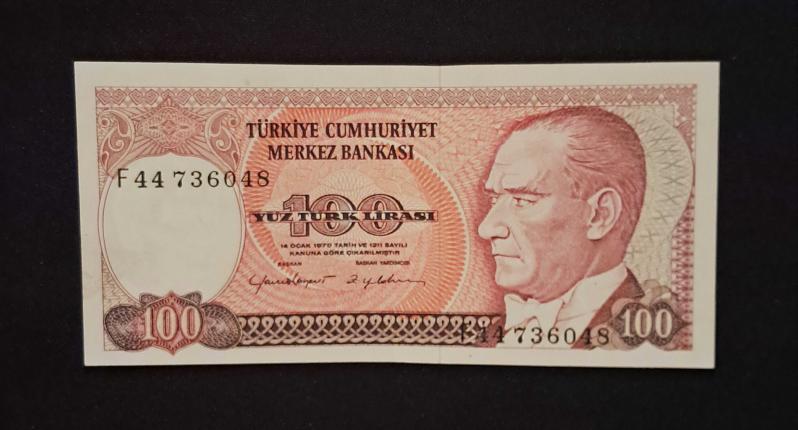 TÜRKİYE CUMHURİYET
MERKEZ BANKASI
F44 736048
100
YÜZ TÜRK LİRASI
14 OCAK 1970 TARİH VE 1211 SAYILI
KANUNA GÖRE ÇIKARILMIŞTIR
BAŞKAN BAŞKAN YARDIMCISI
100
F44 736048
100